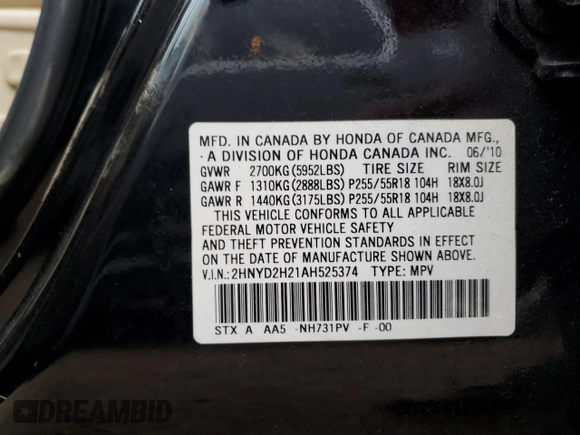 MFD. IN CANADA BY HONDA OF CANADA MFG.,
A DIVISION OF HONDA CANADA INC. 06/'10
GVWR 2700KG(5952LBS) TIRE SIZE RIM SIZE
GAWR F 1310KG(2888LBS) P255/55R18 104H 18X8.0J
GAWR R 1440KG(3175LBS) P255/55R18 104H 18X8.0J
THIS VEHICLE CONFORMS TO ALL APPLICABLE
FEDERAL MOTOR VEHICLE SAFETY
AND THEFT PREVENTION STANDARDS IN EFFECT
ON THE DATE OF MANUFACTURE SHOWN ABOVE.
V.I.N.:2HNYD2H21AH525374 TYPE: MPV
STX A AA5 -NH731PV -F -00
DREAMBID